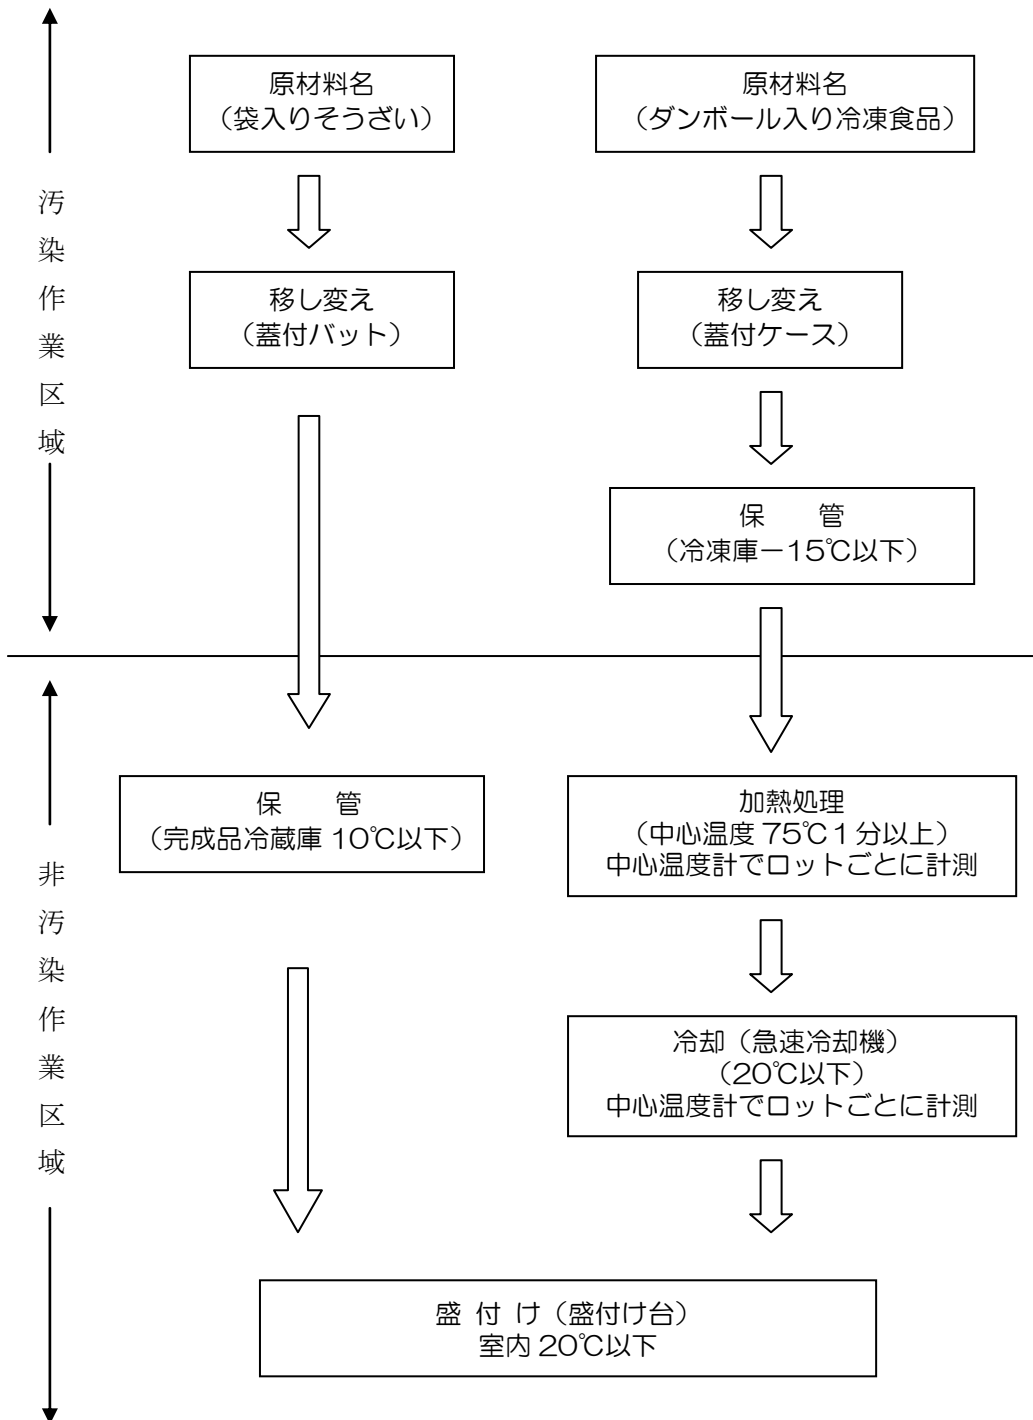 原材料名
（袋入りそうざい）
原材料名
（ダンボール入り冷凍食品）
汚染作業区域
移し変え
（蓋付バット）
移し変え
（蓋付ケース）
保　　管
（冷凍庫－15℃以下）
保　　管
（完成品冷蔵庫 10℃以下）
加熱処理
（中心温度 75℃１分以上）
中心温度計でロットごとに計測
非汚染作業区域
冷却（急速冷却機）
（20℃以下）
中心温度計でロットごとに計測
盛 付 け（盛付け台）
室内 20℃以下